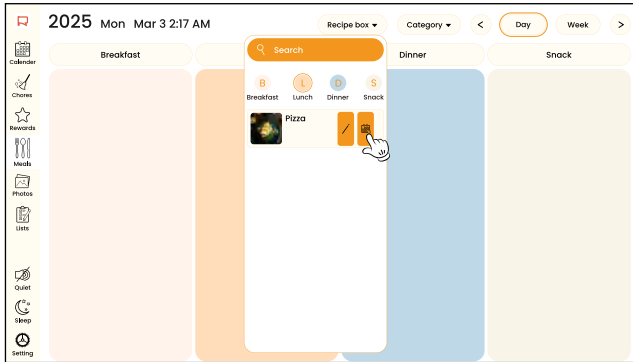 2025 Mon Mar 3 2:17 AM
Recipe box
Category
<
Day
Week
>
Breakfast
Dinner
Snack
Search
B
L
D
S
Breakfast
Lunch
Dinner
Snack
Pizza
Calender
Chores
Rewards
Meals
Photos
Lists
Quiet
Sleep
Setting